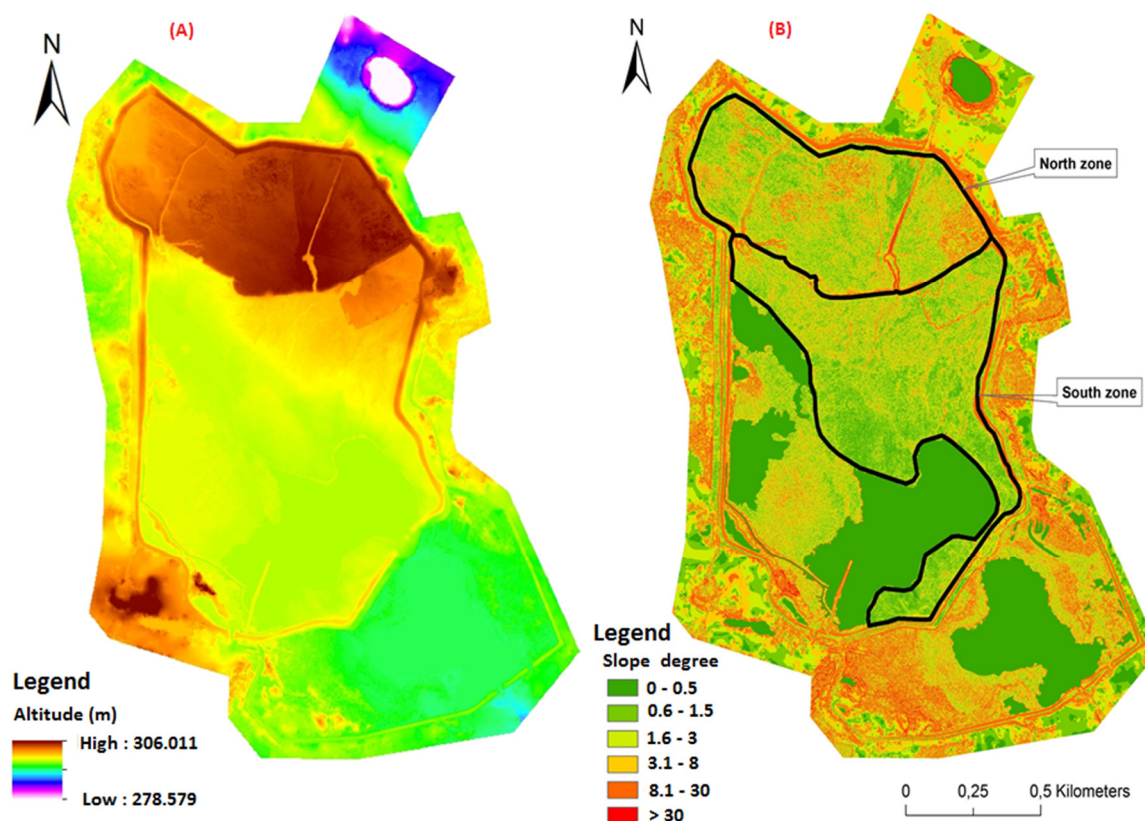 (A)
N
Legend
Altitude (m)
High : 306.011
Low : 278.579
(B)
N
North zone
South zone
Legend
Slope degree
0 - 0.5
0.6 - 1.5
1.6 - 3
3.1 - 8
8.1 - 30
> 30
0 0,25 0,5 Kilometers